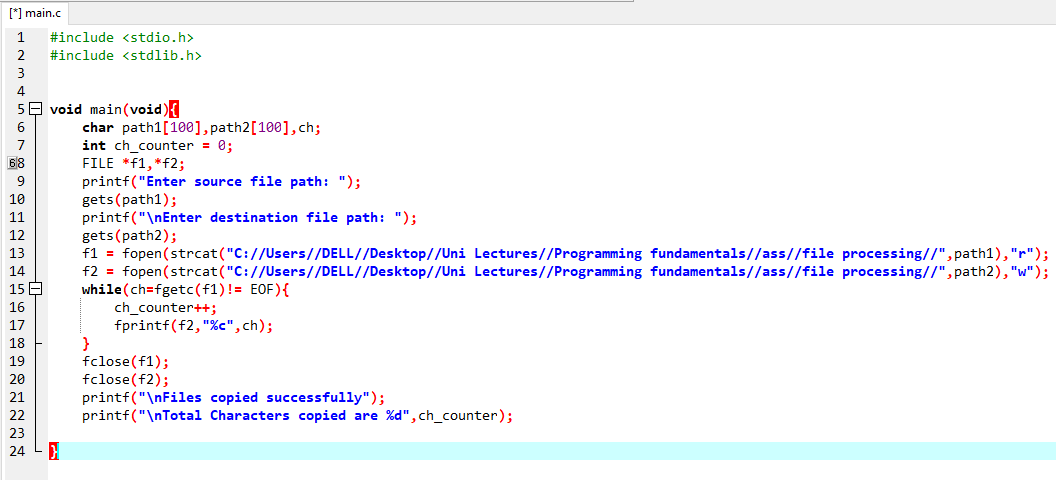 [*] main.c
1 #include <stdio.h>
2 #include <stdlib.h>
3
4
5 void main(void){
6 char path1[100],path2[100],ch;
7 int ch_counter = 0;
68 FILE *f1,*f2;
9 printf("Enter source file path: ");
10 gets(path1);
11 printf("\nEnter destination file path: ");
12 gets(path2);
13 f1 = fopen(strcat("C://Users//DELL//Desktop//Uni Lectures//Programming fundamentals//ass//file processing//",path1),"r");
14 f2 = fopen(strcat("C://Users//DELL//Desktop//Uni Lectures//Programming fundamentals//ass//file processing//",path2),"w");
15 while(ch=fgetc(f1)!= EOF){
16 ch_counter++;
17 fprintf(f2,"%c",ch);
18 }
19 fclose(f1);
20 fclose(f2);
21 printf("\nFiles copied successfully");
22 printf("\nTotal Characters copied are %d",ch_counter);
23
24 }